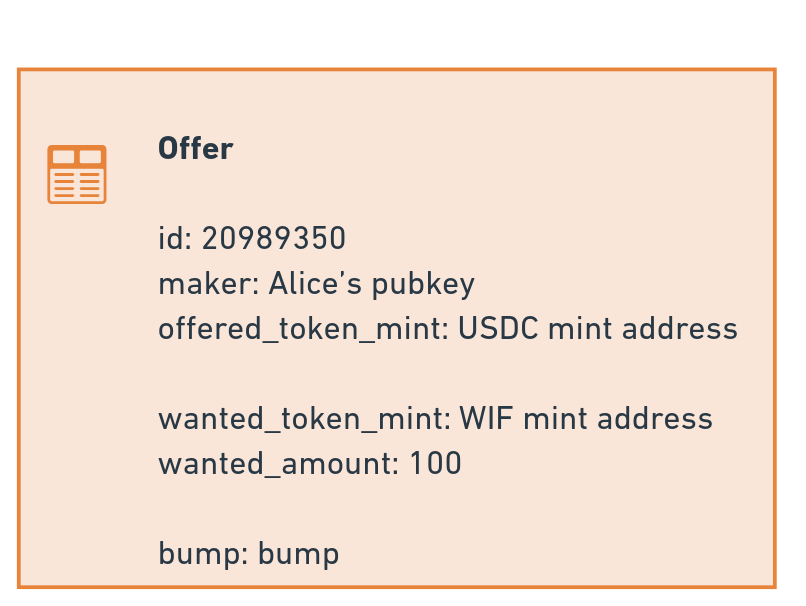 Offer
id: 20989350
maker: Alice’s pubkey
offered_token_mint: USDC mint address
wanted_token_mint: WIF mint address
wanted_amount: 100
bump: bump